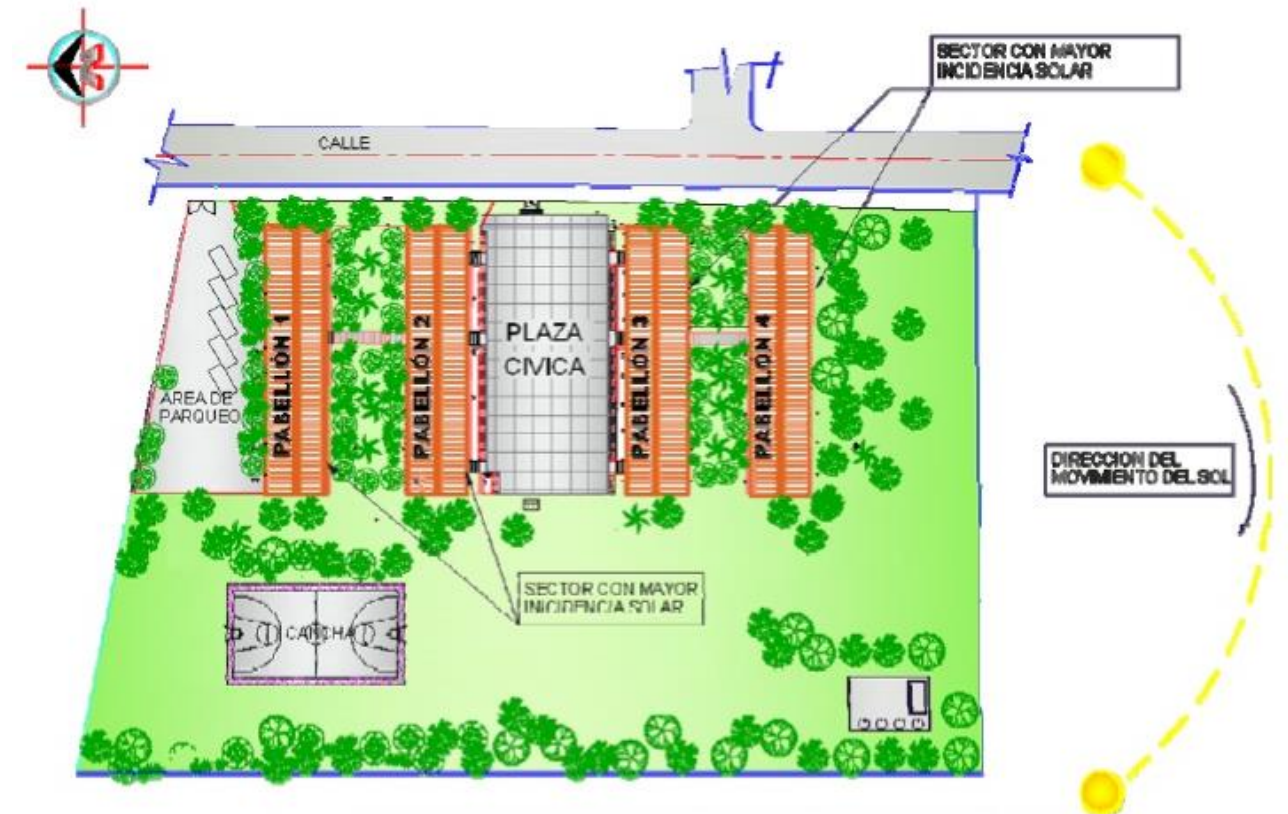 SECTOR CON MAYOR
INCIDENCIA SOLAR
CALLE
PLAZA
CIVICA
PABELLÓN 1
PABELLÓN 2
PABELLÓN 3
PABELLÓN 4
AREA DE
PARQUEO
DIRECCION DEL
MOVIMIENTO DEL SOL
SECTOR CON MAYOR
INICIDENCIA SOLAR
CANCHA